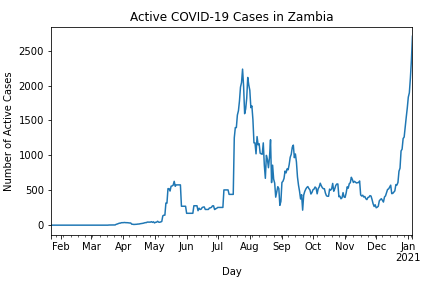 Active COVID-19 Cases in Zambia
Number of Active Cases
2500
2000
1500
1000
500
0
Feb Mar Apr May Jun Jul Aug Sep Oct Nov Dec Jan
2021
Day